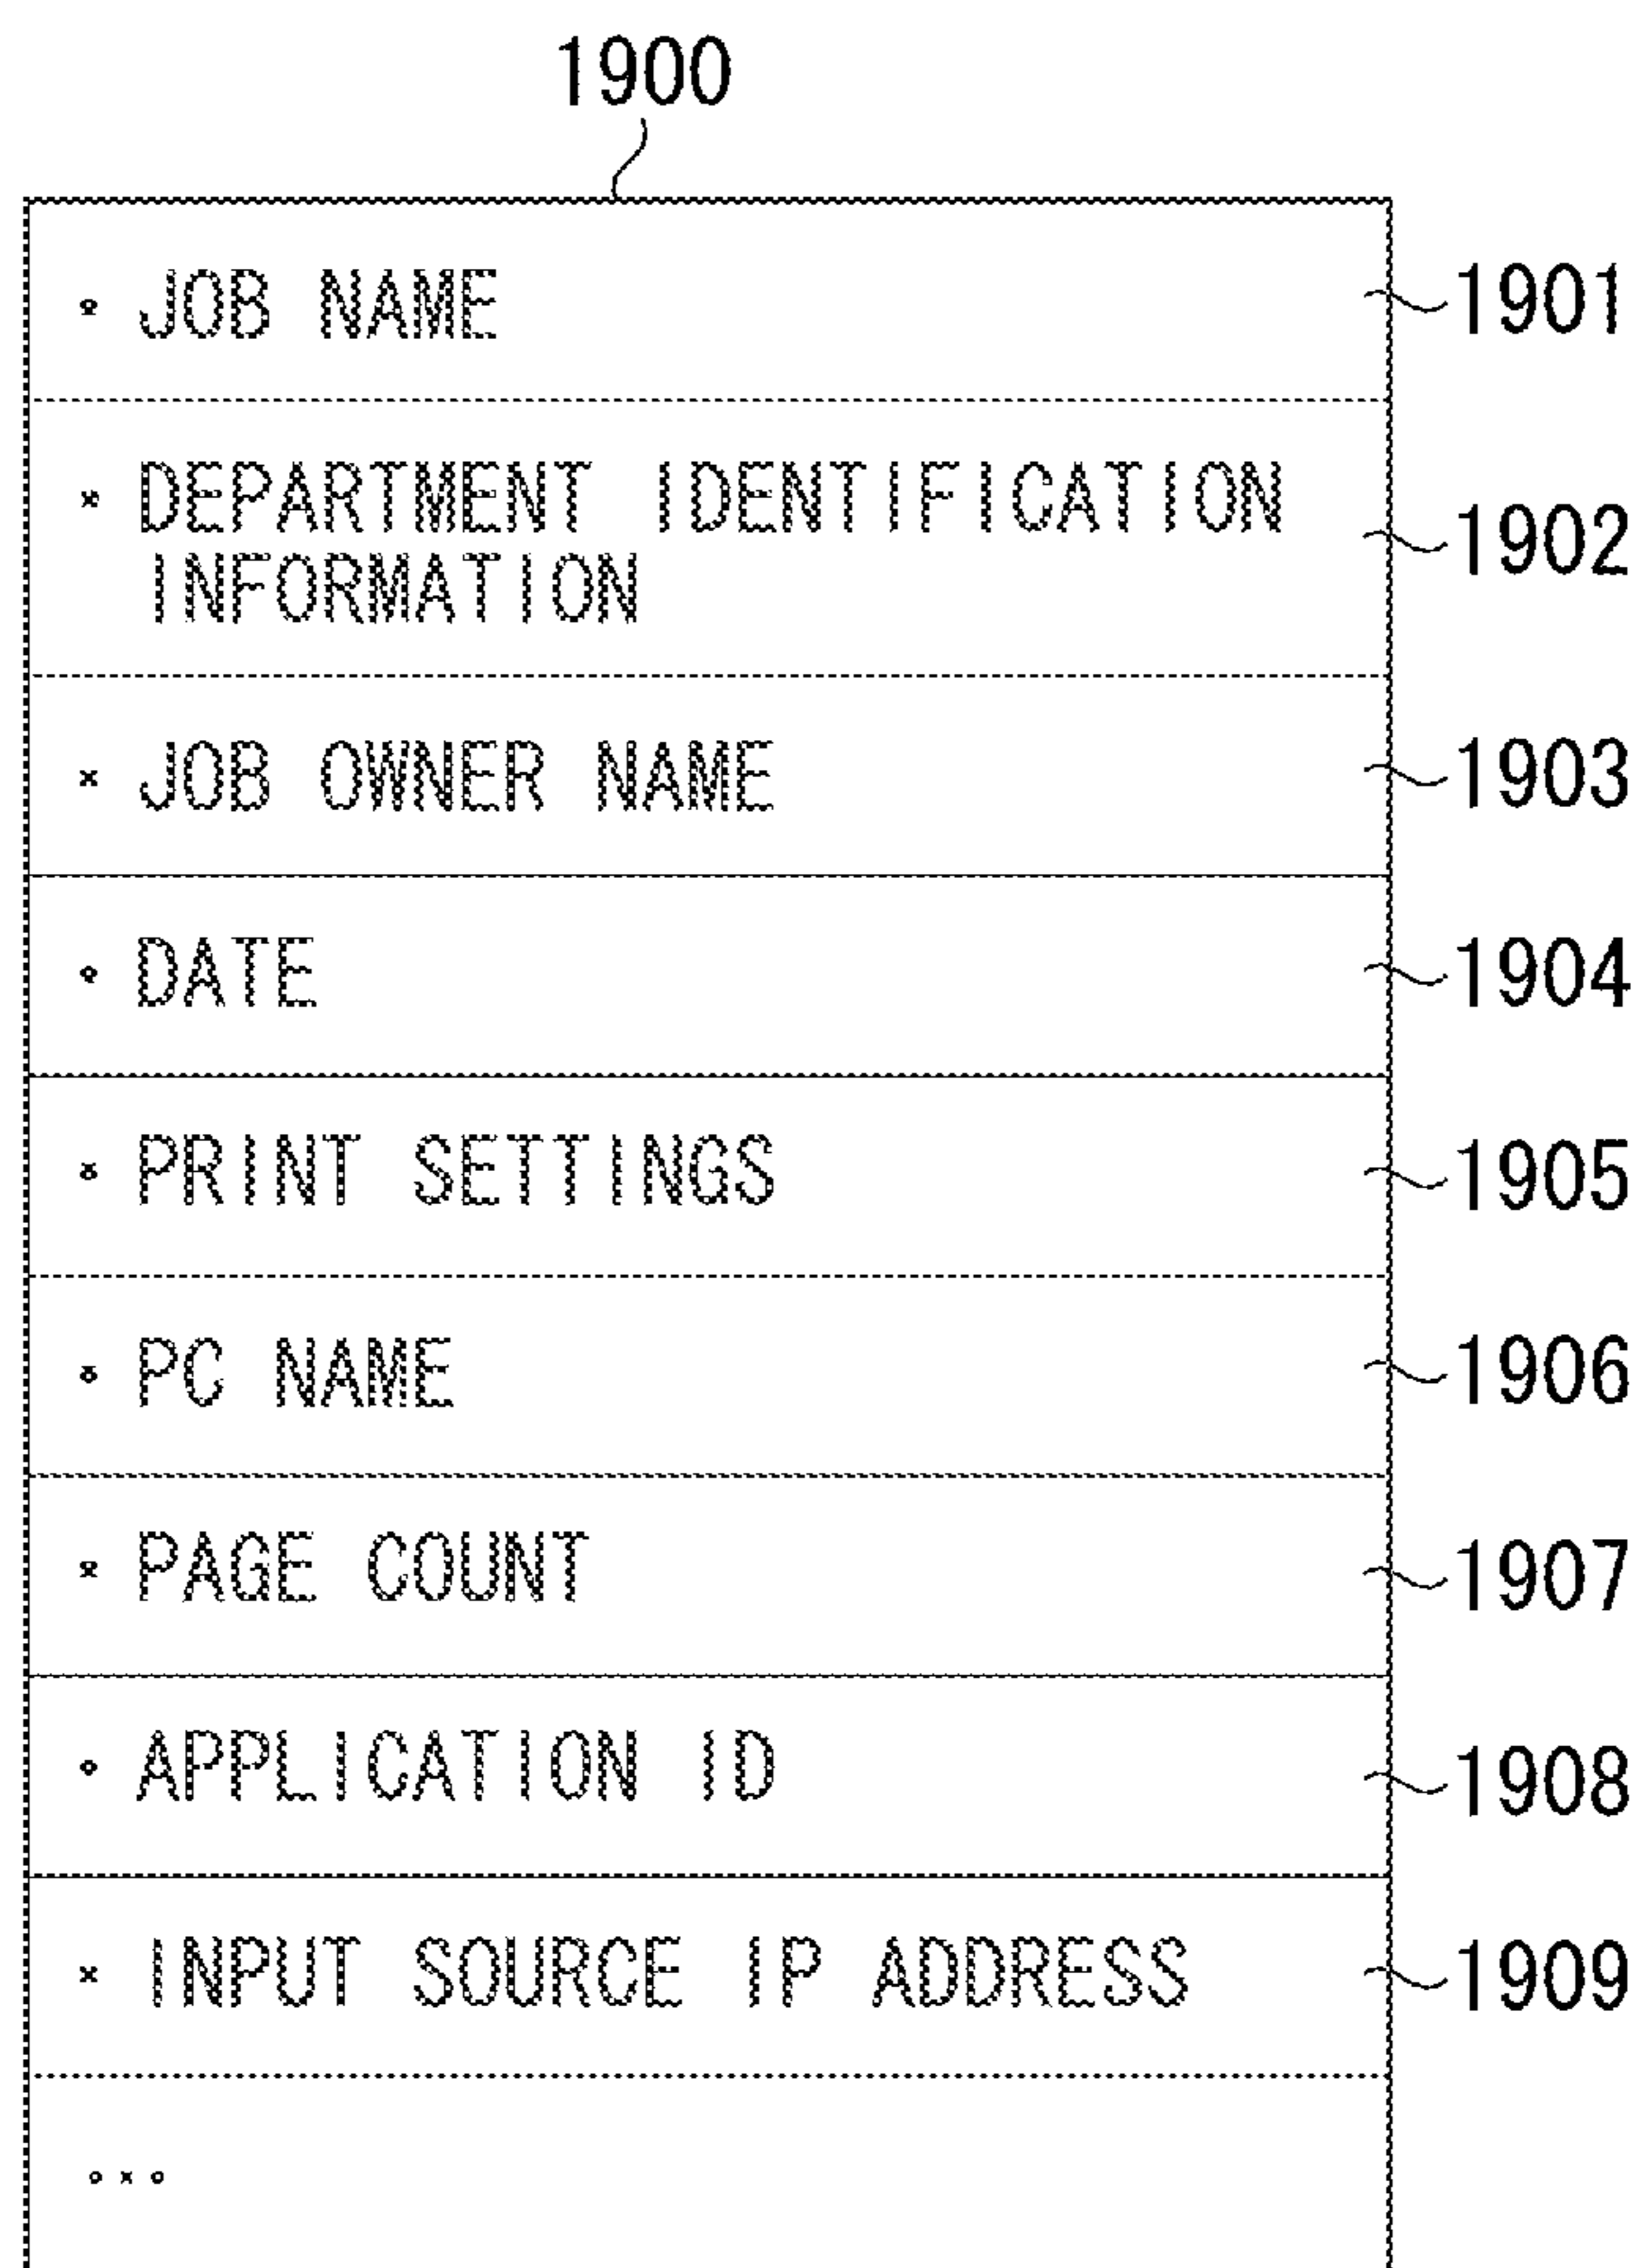 1900
・ JOB NAME 1901
・ DEPARTMENT IDENTIFICATION
INFORMATION 1902
・ JOB OWNER NAME 1903
・ DATE 1904
・ PRINT SETTINGS 1905
・ PC NAME 1906
・ PAGE COUNT 1907
・ APPLICATION ID 1908
・ INPUT SOURCE IP ADDRESS 1909
...